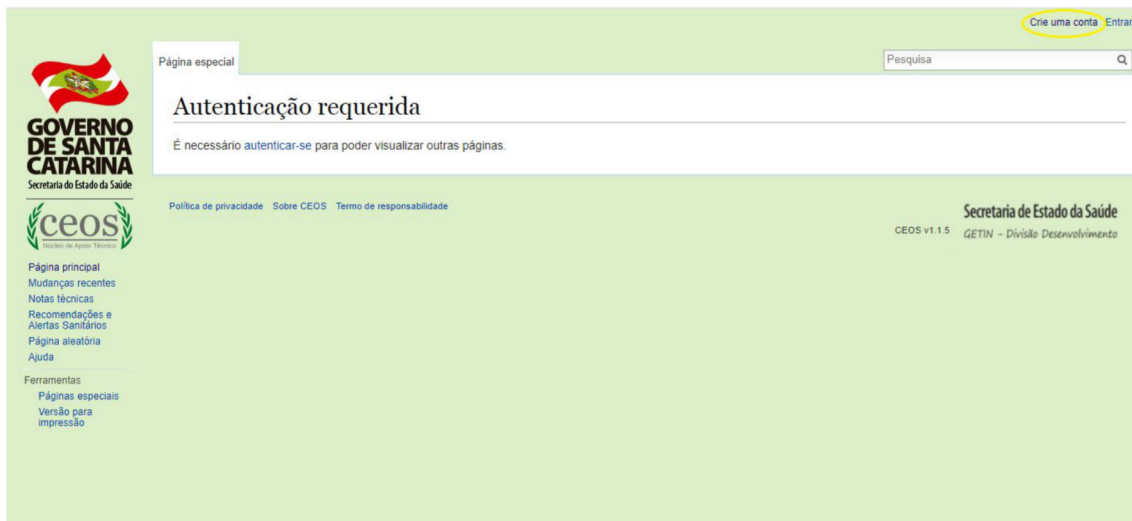 Crie uma conta Entrar
Página especial
Pesquisa
Autenticação requerida
É necessário autenticar-se para poder visualizar outras páginas.
GOVERNO
DE SANTA
CATARINA
Secretaria do Estado da Saúde
ceos
Núcleo de Apoio Técnico
Página principal
Mudanças recentes
Notas técnicas
Recomendações e
Alertas Sanitários
Página aleatória
Ajuda
Ferramentas
Páginas especiais
Versão para
impressão
Política de privacidade Sobre CEOS Termo de responsabilidade
CEOS v1.1.5
Secretaria de Estado da Saúde
GETIN - Divisão Desenvolvimento